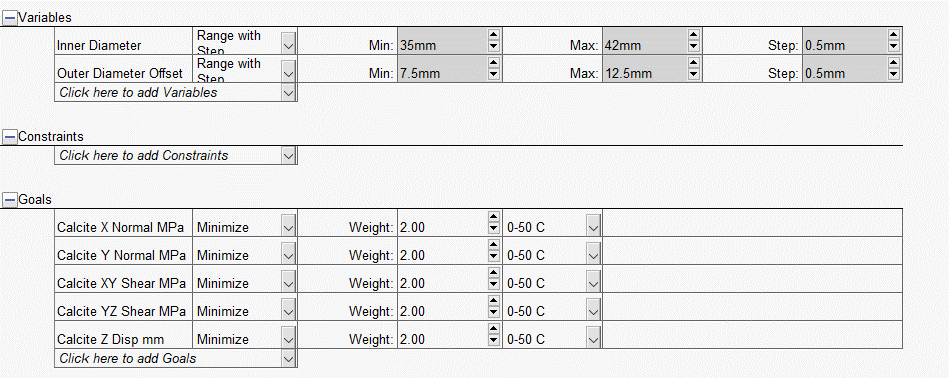 Variables
Inner Diameter Range with Step Min: 35mm Max: 42mm Step: 0.5mm
Outer Diameter Offset Range with Step Min: 7.5mm Max: 12.5mm Step: 0.5mm
Click here to add Variables
Constraints
Click here to add Constraints
Goals
Calcite X Normal MPa Minimize Weight: 2.00 0-50 C
Calcite Y Normal MPa Minimize Weight: 2.00 0-50 C
Calcite XY Shear MPa Minimize Weight: 2.00 0-50 C
Calcite YZ Shear MPa Minimize Weight: 2.00 0-50 C
Calcite Z Disp mm Minimize Weight: 2.00 0-50 C
Click here to add Goals